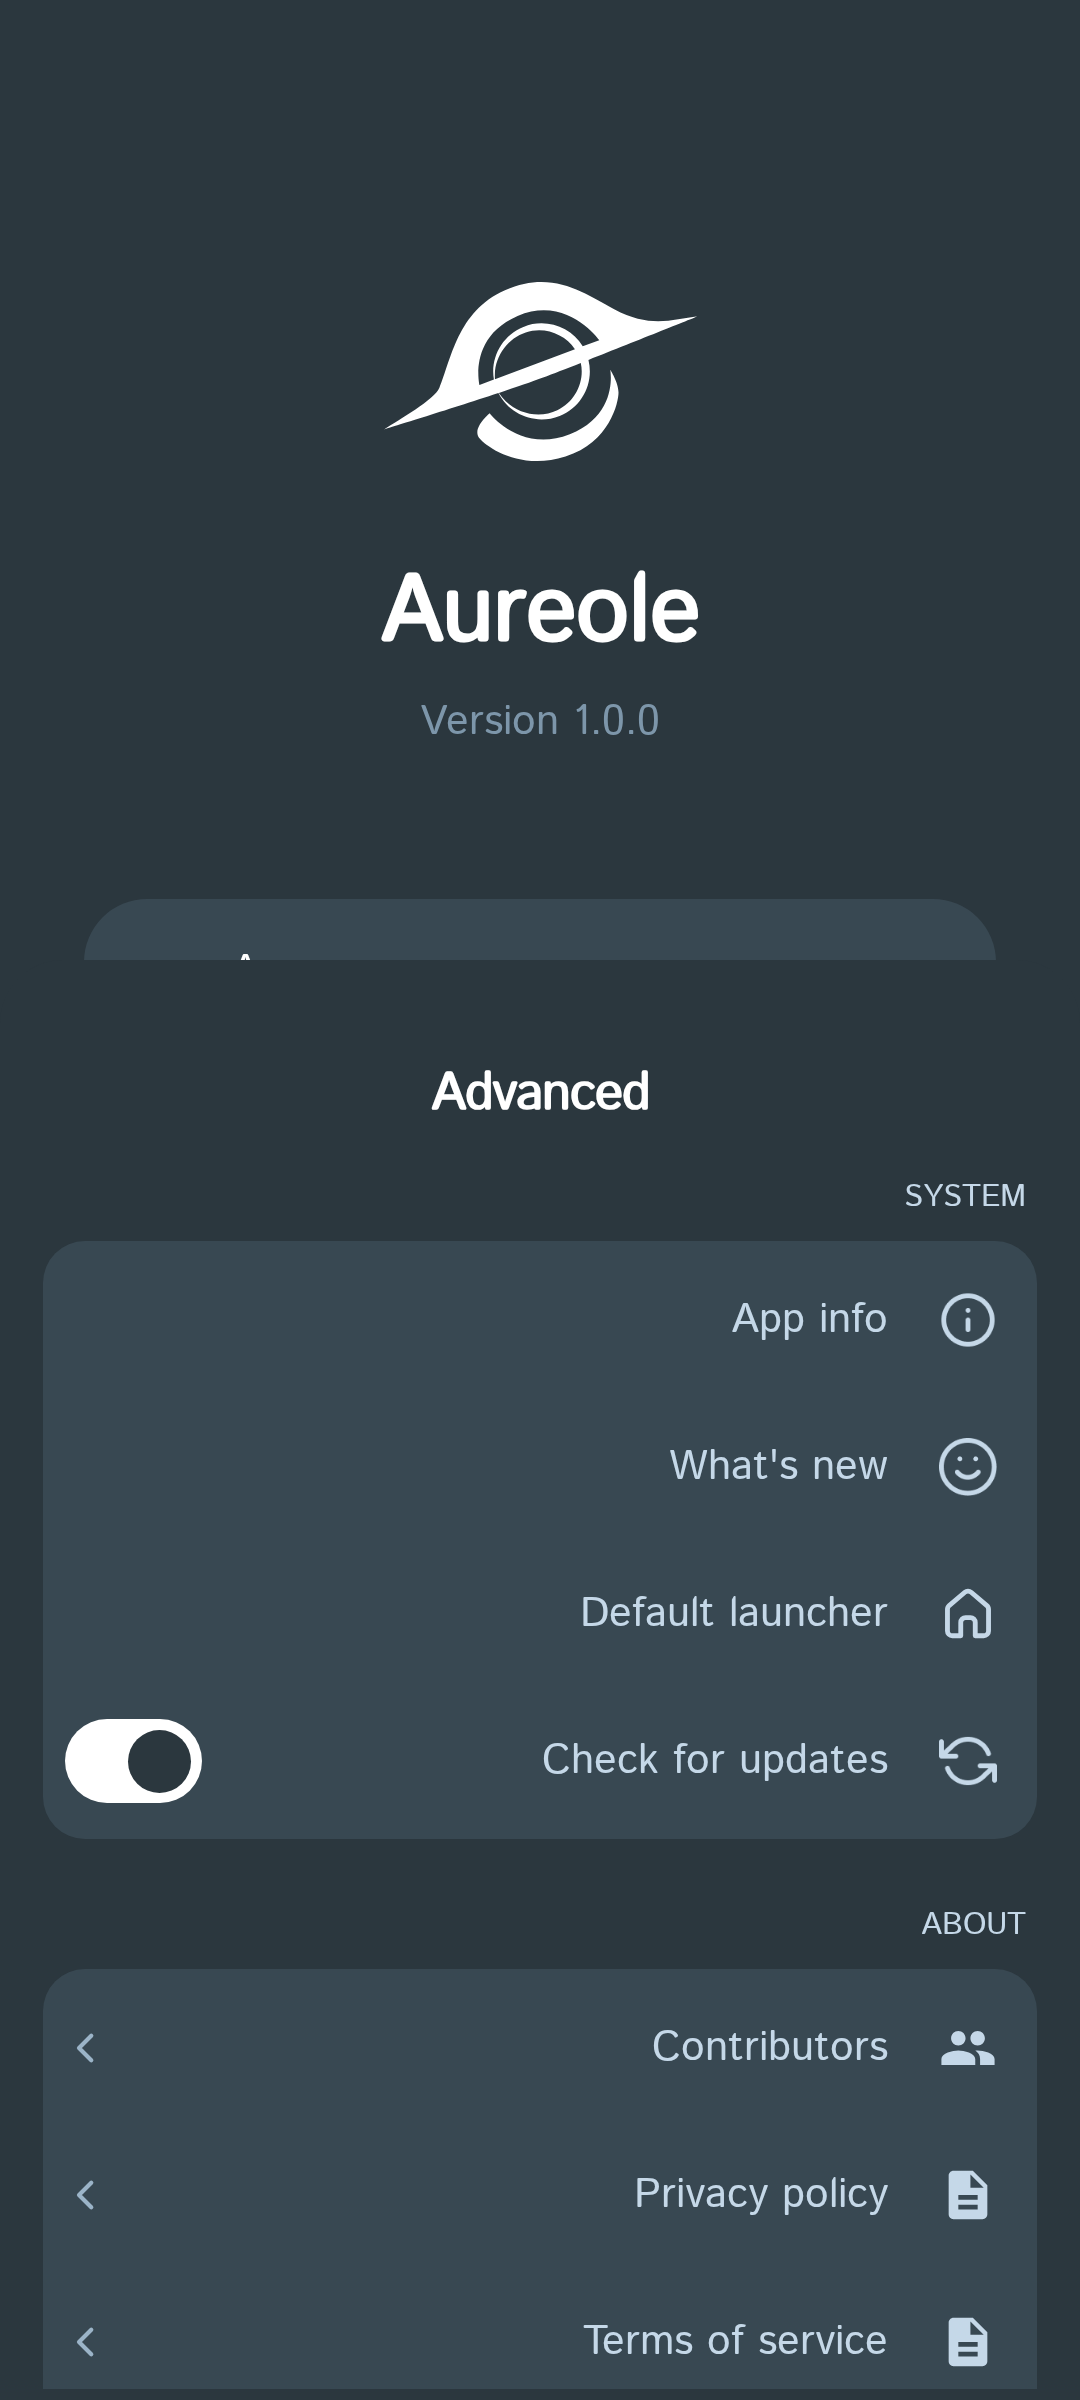 Aureole
Version 1.0.0
Advanced
SYSTEM
App info
What's new
Default launcher
Check for updates
ABOUT
Contributors
Privacy policy
Terms of service